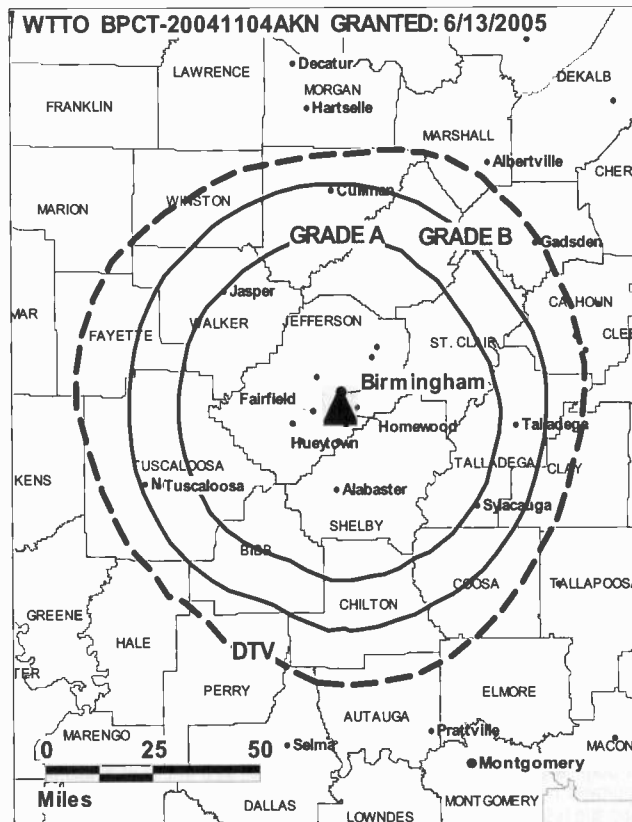 WTTO BPCT-20041104AKN GRANTED: 6/13/2005
LAWRENCE
Decatur
MORGAN
DEKALB
FRANKLIN
Hartselle
MARSHALL
Albertville
CHER
WINSTON
Cullman
MARION
GRADE A
GRADE B
Gadsden
Jasper
CALHOUN
MAR
FAYETTE
WALKER
JEFFERSON
CLEB
ST. CLAIR
Birmingham
Fairfield
Homewood
Talladega
Hueytown
TUSCALOOSA
TALLADEGA
CLAY
KENS
N
Tuscaloosa
Alabaster
Sylacauga
SHELBY
BIBB
COOSA
TALLAPOOSA
CHILTON
GREENE
HALE
DTV
TER
PERRY
ELMORE
AUTAUGA
MARENGO
Prattville
Selma
MACON
0 25 50
Montgomery
Miles
DALLAS
MONTGOMERY
LOWNDES